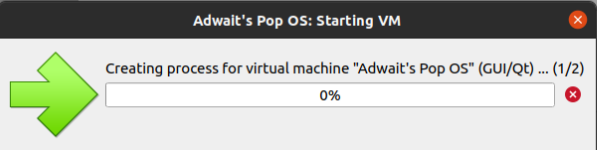 Adwait's Pop OS: Starting VM
Creating process for virtual machine "Adwait's Pop OS" (GUI/Qt) ... (1/2)
0%